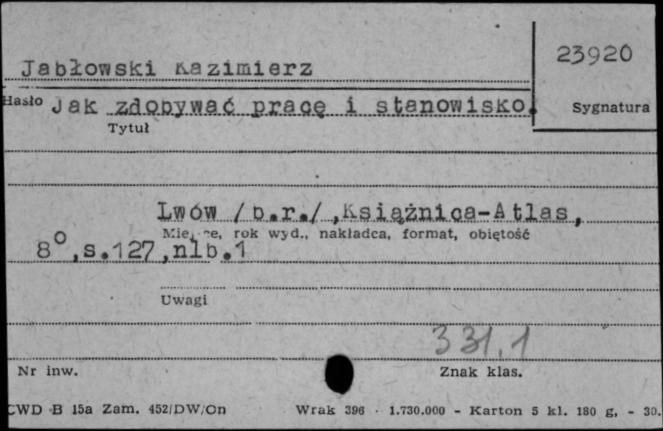 23920
Jabłowski Kazimierz
Hasło Jak zdobywać pracę i stanowisko. Sygnatura
Tytuł
Lwów /b.r./,Książnica-Atlas,
Miejsce, rok wyd., nakładca, format, objętość
8°,s.127,nlb.1
Uwagi
331.1
Nr inw. Znak klas.
CWD B 15a Zam. 452/DW/On Wrak 396 · 1.730.000 - Karton 5 kl. 180 g, - 30.